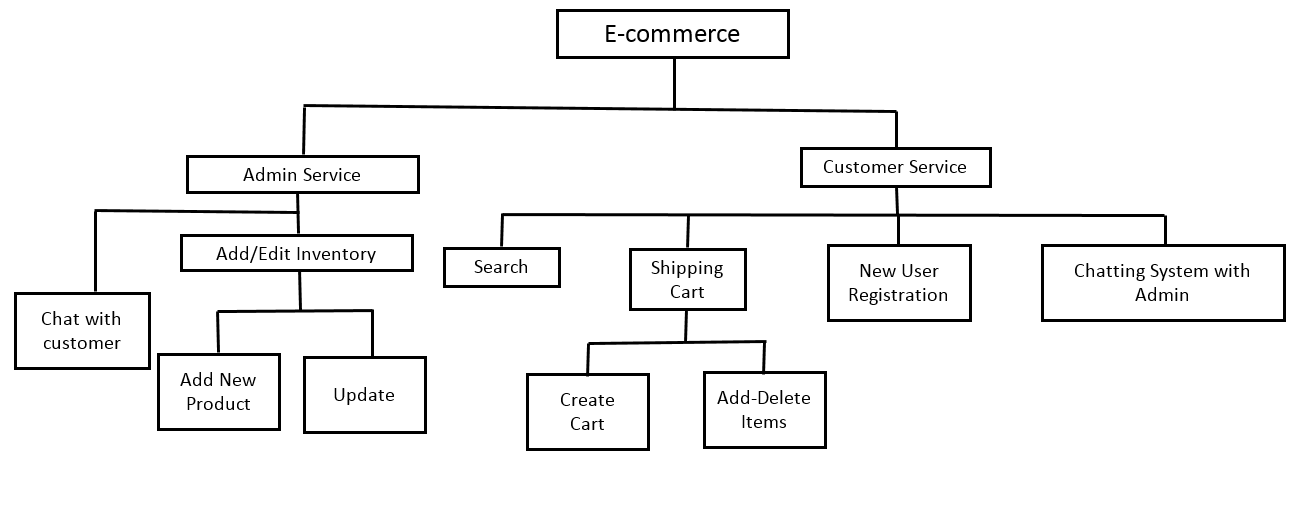 E-commerce
Admin Service
Customer Service
Add/Edit Inventory
Search
Shipping
Cart
New User
Registration
Chatting System with
Admin
Chat with
customer
Add New
Product
Update
Create
Cart
Add-Delete
Items